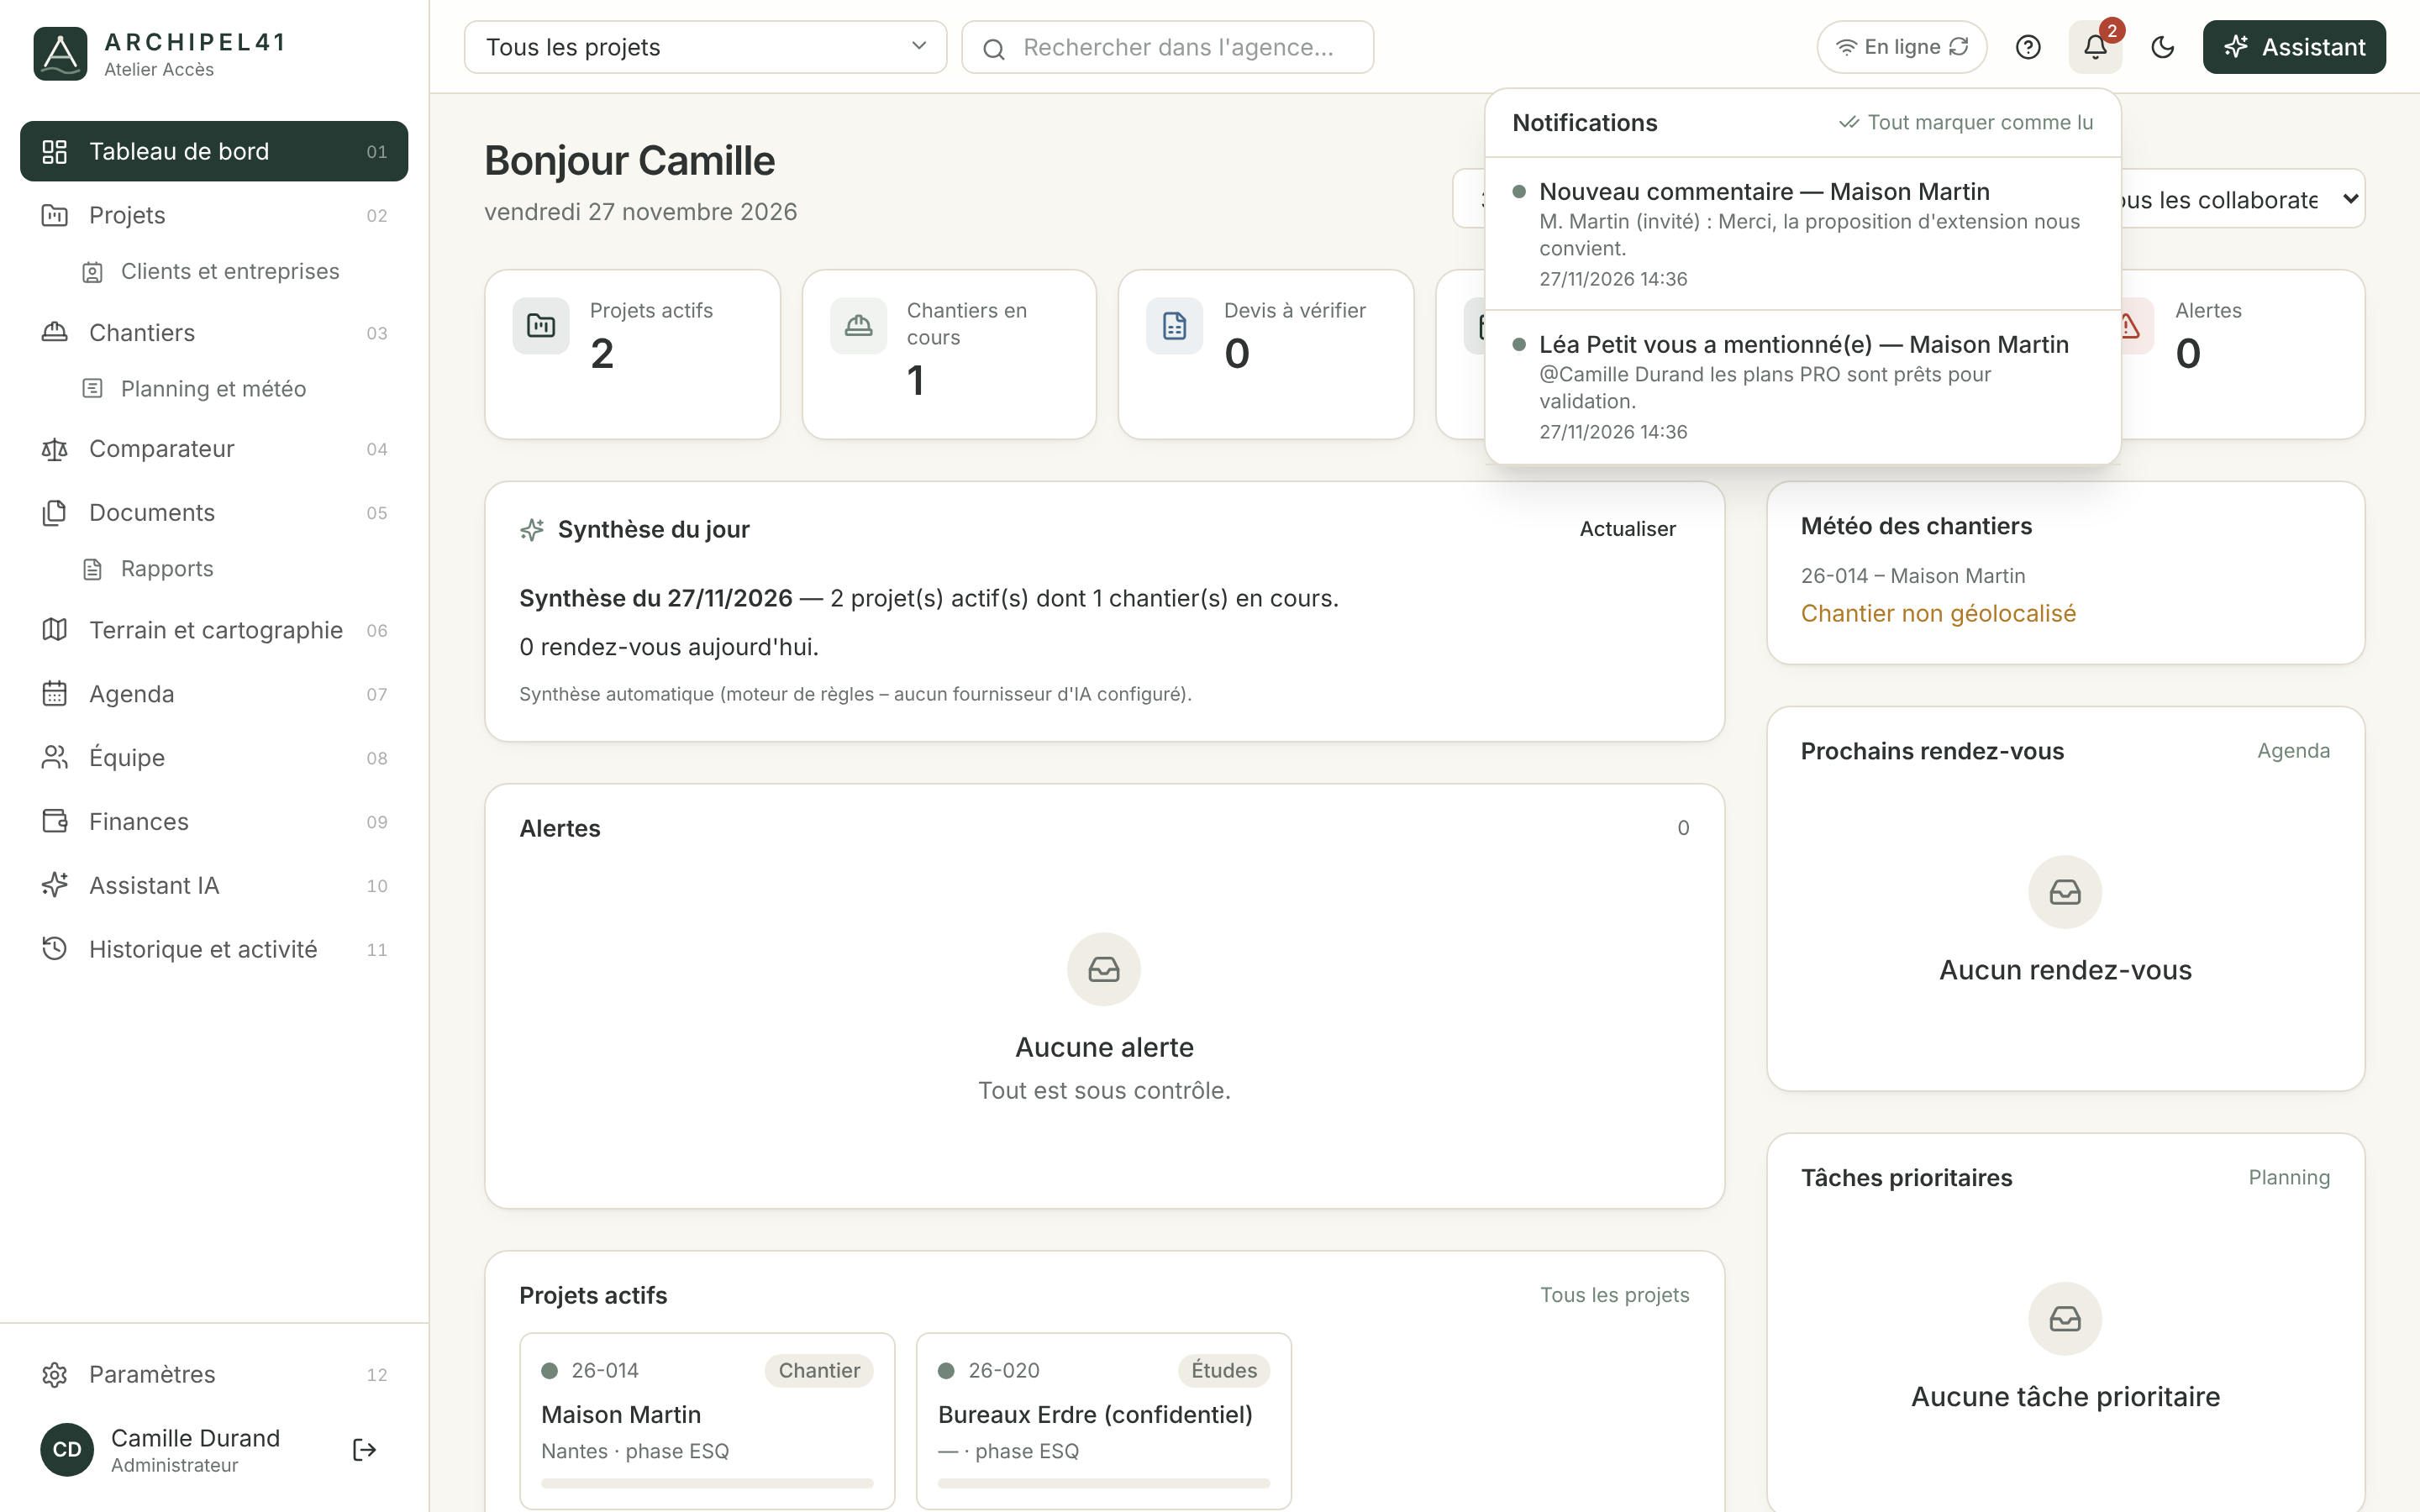 ARCHIPEL41
Atelier Accès
Tableau de bord 01
Projets 02
Clients et entreprises
Chantiers 03
Planning et météo
Comparateur 04
Documents 05
Rapports
Terrain et cartographie 06
Agenda 07
Équipe 08
Finances 09
Assistant IA 10
Historique et activité 11
Paramètres 12
CD
Camille Durand
Administrateur
Tous les projets
Rechercher dans l'agence...
En ligne
2
Assistant
Bonjour Camille
vendredi 27 novembre 2026
les collaborate
Notifications
Tout marquer comme lu
Nouveau commentaire — Maison Martin
M. Martin (invité) : Merci, la proposition d'extension nous
convient.
27/11/2026 14:36
Léa Petit vous a mentionné(e) — Maison Martin
@Camille Durand les plans PRO sont prêts pour
validation.
27/11/2026 14:36
Projets actifs
2
Chantiers en
cours
1
Devis à vérifier
0
Alertes
0
Synthèse du jour
Actualiser
Synthèse du 27/11/2026 — 2 projet(s) actif(s) dont 1 chantier(s) en cours.
0 rendez-vous aujourd'hui.
Synthèse automatique (moteur de règles – aucun fournisseur d'IA configuré).
Alertes 0
Aucune alerte
Tout est sous contrôle.
Projets actifs
Tous les projets
26-014 Chantier
Maison Martin
Nantes · phase ESQ
26-020 Études
Bureaux Erdre (confidentiel)
— · phase ESQ
Météo des chantiers
26-014 – Maison Martin
Chantier non géolocalisé
Prochains rendez-vous
Agenda
Aucun rendez-vous
Tâches prioritaires
Planning
Aucune tâche prioritaire